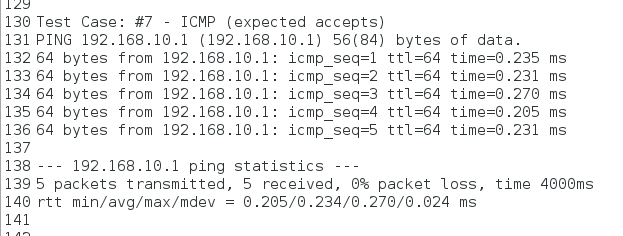 129
130 Test Case: #7 - ICMP (expected accepts)
131 PING 192.168.10.1 (192.168.10.1) 56(84) bytes of data.
132 64 bytes from 192.168.10.1: icmp_seq=1 ttl=64 time=0.235 ms
133 64 bytes from 192.168.10.1: icmp_seq=2 ttl=64 time=0.231 ms
134 64 bytes from 192.168.10.1: icmp_seq=3 ttl=64 time=0.270 ms
135 64 bytes from 192.168.10.1: icmp_seq=4 ttl=64 time=0.205 ms
136 64 bytes from 192.168.10.1: icmp_seq=5 ttl=64 time=0.231 ms
137
138 --- 192.168.10.1 ping statistics ---
139 5 packets transmitted, 5 received, 0% packet loss, time 4000ms
140 rtt min/avg/max/mdev = 0.205/0.234/0.270/0.024 ms
141